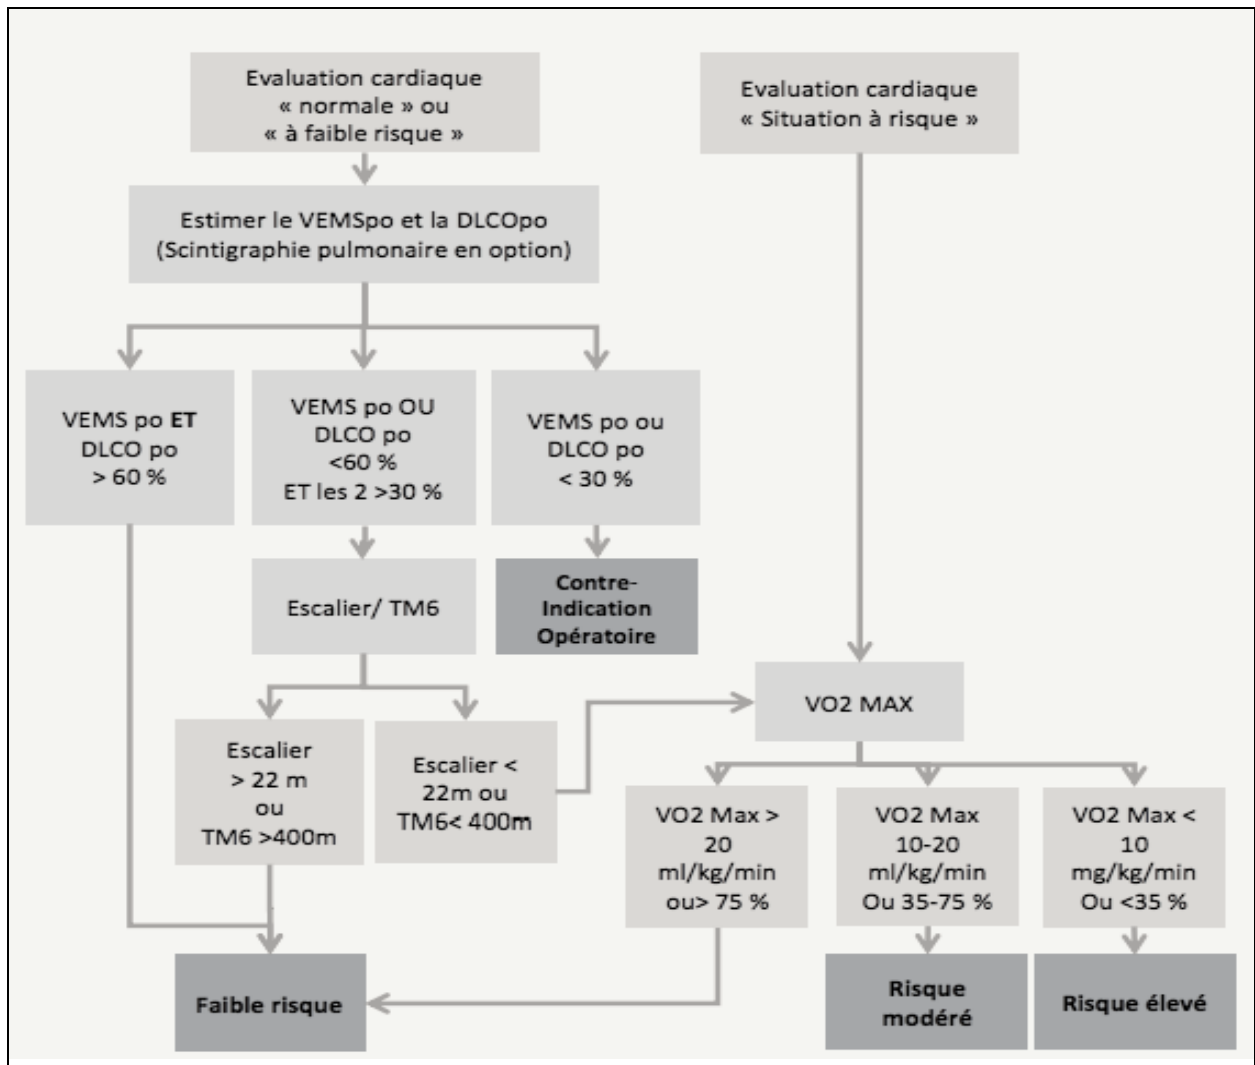 Evaluation cardiaque
« normale » ou
« à faible risque »
Evaluation cardiaque
« Situation à risque »
Estimer le VEMSpo et la DLCOpo
(Scintigraphie pulmonaire en option)
VEMS po ET
DLCO po
> 60 %
VEMS po OU
DLCO po
<60 %
ET les 2 >30 %
VEMS po ou
DLCO po
< 30 %
Escalier/ TM6
Contre-
Indication
Opératoire
VO2 MAX
Escalier
> 22 m
ou
TM6 >400m
Escalier <
22m ou
TM6< 400m
VO2 Max >
20
ml/kg/min
ou> 75 %
VO2 Max
10-20
ml/kg/min
Ou 35-75 %
VO2 Max <
10
mg/kg/min
Ou <35 %
Faible risque
Risque
modéré
Risque élevé